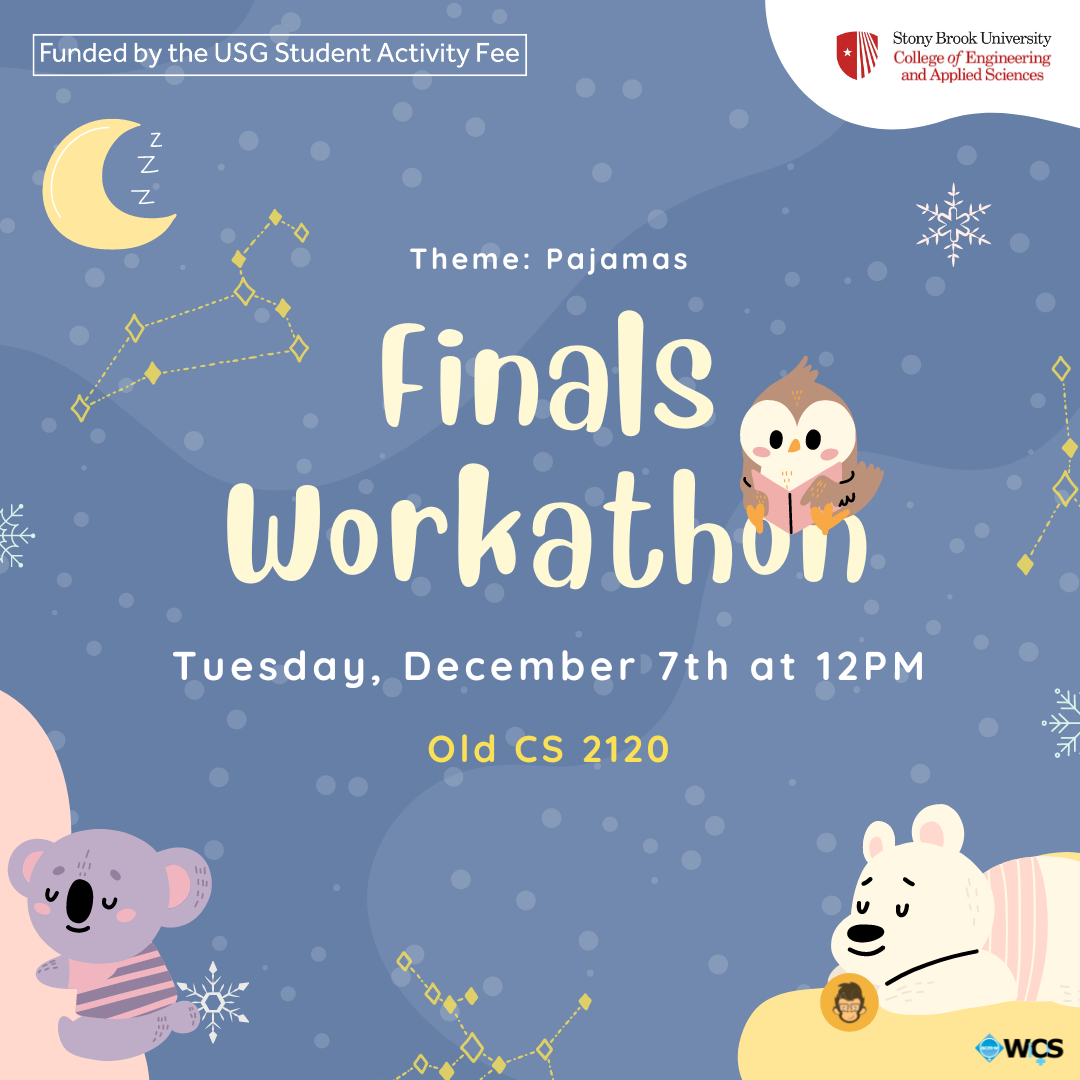 Funded by the USG Student Activity Fee
Stony Brook University
College of Engineering
and Applied Sciences
z
z
z
Theme: Pajamas
Finals
Workathon
Tuesday, December 7th at 12PM
Old CS 2120
WCS